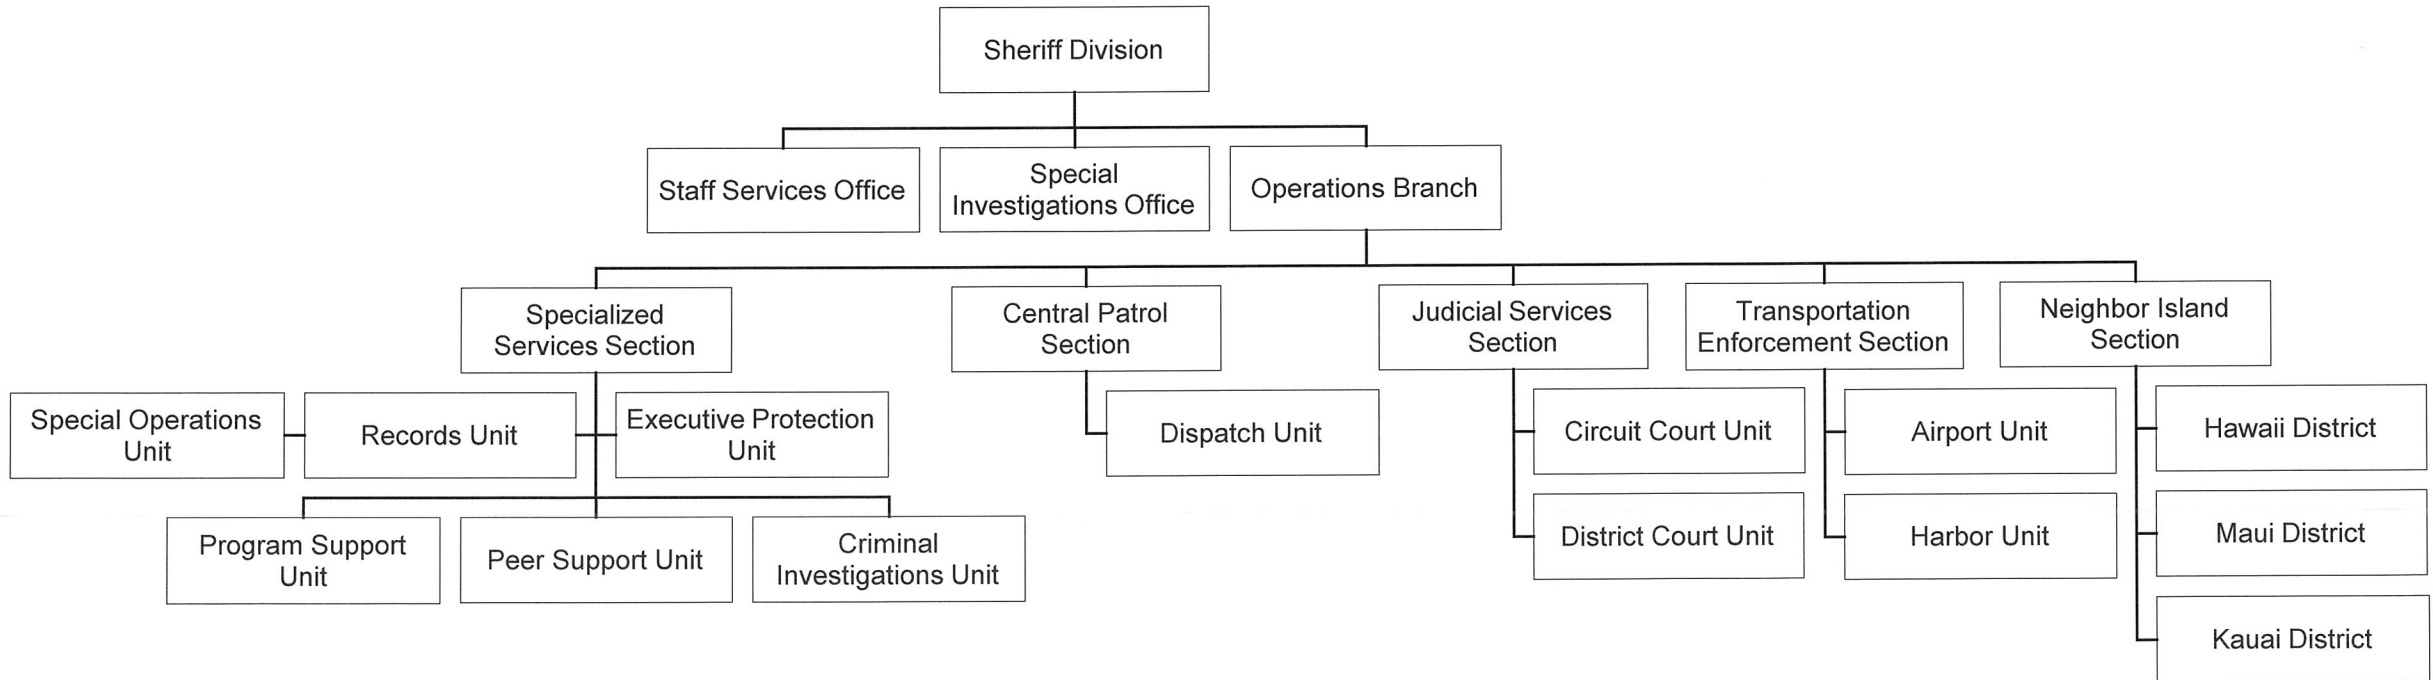 Sheriff Division
Staff Services Office
Special
Investigations Office
Operations Branch
Specialized
Services Section
Central Patrol
Section
Judicial Services
Section
Transportation
Enforcement Section
Neighbor Island
Section
Special Operations
Unit
Records Unit
Executive Protection
Unit
Dispatch Unit
Circuit Court Unit
Airport Unit
Hawaii District
Program Support
Unit
Peer Support Unit
Criminal
Investigations Unit
District Court Unit
Harbor Unit
Maui District
Kauai District